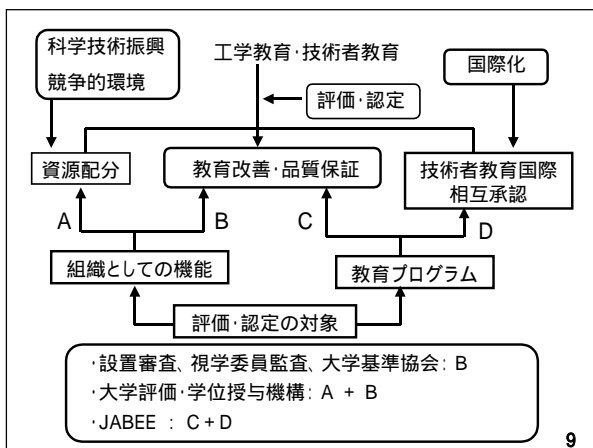 科学技術振興
競争的環境
工学教育･技術者教育
国際化
評価･認定
資源配分
教育改善･品質保証
技術者教育国際
相互承認
A
B
C
D
組織としての機能
教育プログラム
評価･認定の対象
･設置審査､視学委員監査､大学基準協会: B
･大学評価･学位授与機構: A + B
･JABEE : C+D
9